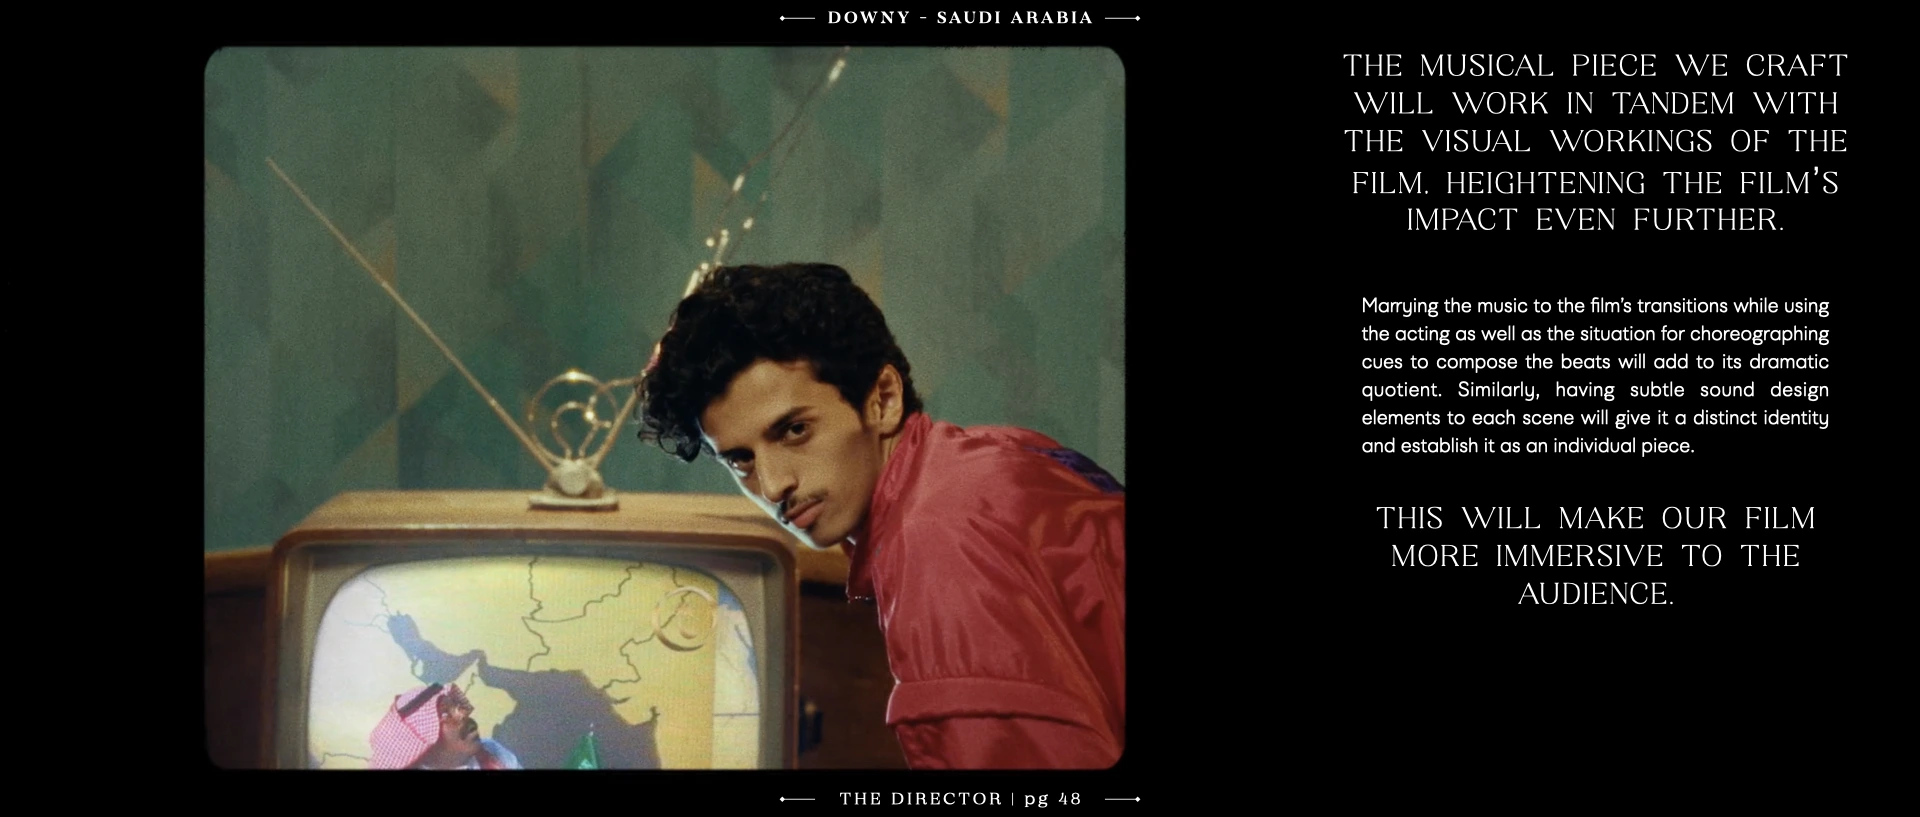 DOWNY - SAUDI ARABIA
THE MUSICAL PIECE WE CRAFT
WILL WORK IN TANDEM WITH
THE VISUAL WORKINGS OF THE
FILM. HEIGHTENING THE FILM'S
IMPACT EVEN FURTHER.
Marrying the music to the film's transitions while using
the acting as well as the situation for choreographing
cues to compose the beats will add to its dramatic
quotient. Similarly, having subtle sound design
elements to each scene will give it a distinct identity
and establish it as an individual piece.
THIS WILL MAKE OUR FILM
MORE IMMERSIVE TO THE
AUDIENCE.
THE DIRECTOR | pg 48